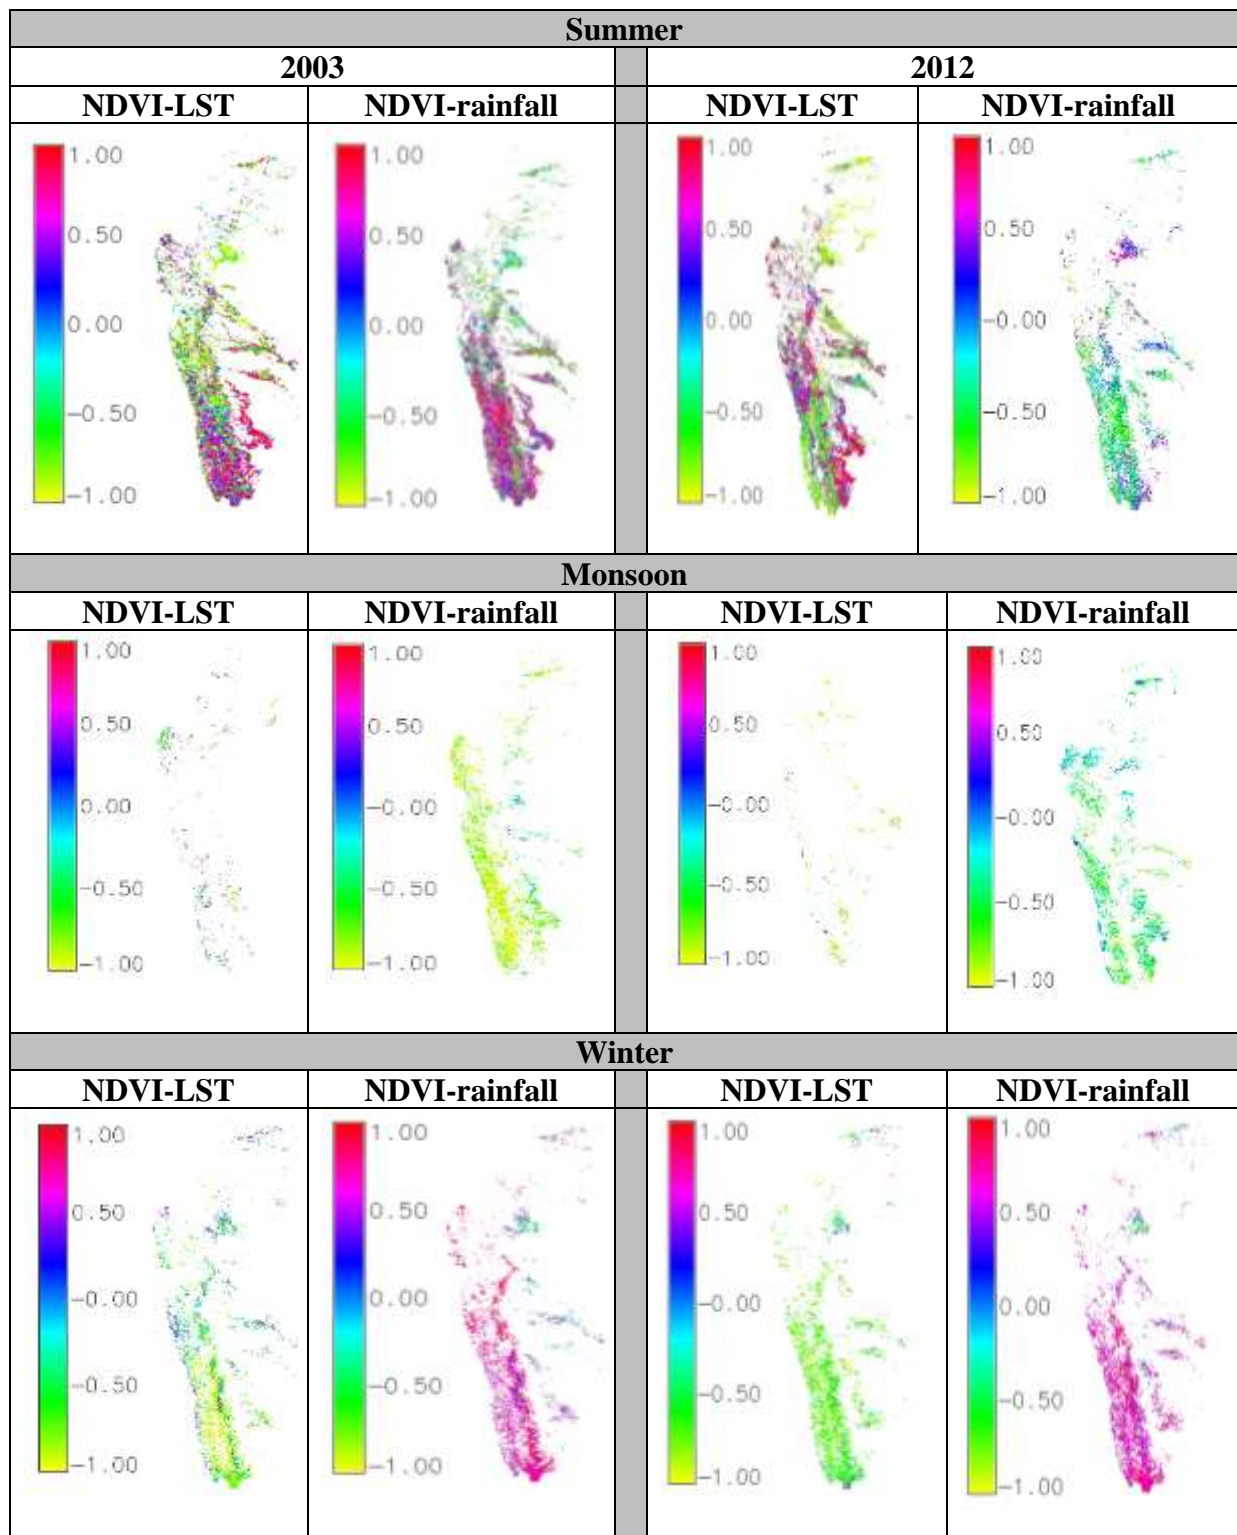 Summer
2003 2012
NDVI-LST NDVI-rainfall NDVI-LST NDVI-rainfall
1.00 1.00 1.00 1.00
0.50 0.50 0.50 0.50
0.00 0.00 0.00 -0.00
-0.50 -0.50 -0.50 -0.50
-1.00 -1.00 -1.00 -1.00
Monsoon
NDVI-LST NDVI-rainfall NDVI-LST NDVI-rainfall
1.00 1.00 1.00 1.00
0.50 0.50 0.50 0.50
0.00 -0.00 -0.00 -0.00
-0.50 -0.50 -0.50 -0.50
-1.00 -1.00 -1.00 -1.00
Winter
NDVI-LST NDVI-rainfall NDVI-LST NDVI-rainfall
1.00 1.00 1.00 1.00
0.50 0.50 0.50 0.50
-0.00 0.00 -0.00 0.00
-0.50 -0.50 -0.50 -0.50
-1.00 -1.00 -1.00 -1.00